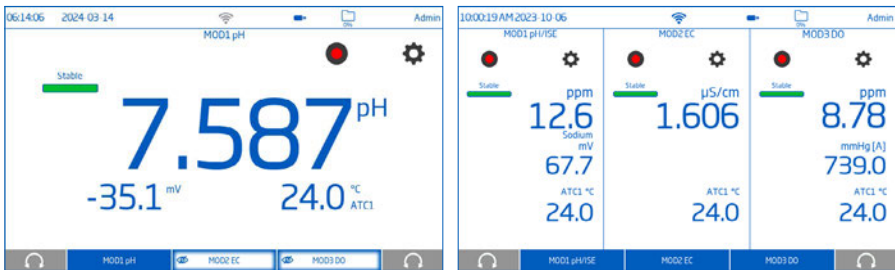 06:14:06 2024-03-14 0% Admin
MOD1 pH
Stable
7.587 pH
-35.1 mV 24.0 °C ATC1
MOD1 pH MOD2 EC MOD3 DO
10:00:19 AM 2023-10-06 0% Admin
MOD1 pH/ISE MOD2 EC MOD3 DO
Stable Stable Stable
ppm µS/cm ppm
12.6 1.606 8.78
Sodium
mV mmHg [A]
67.7 739.0
ATC1 °C ATC1 °C ATC1 °C
24.0 24.0 24.0
MOD1 pH/ISE MOD2 EC MOD3 DO